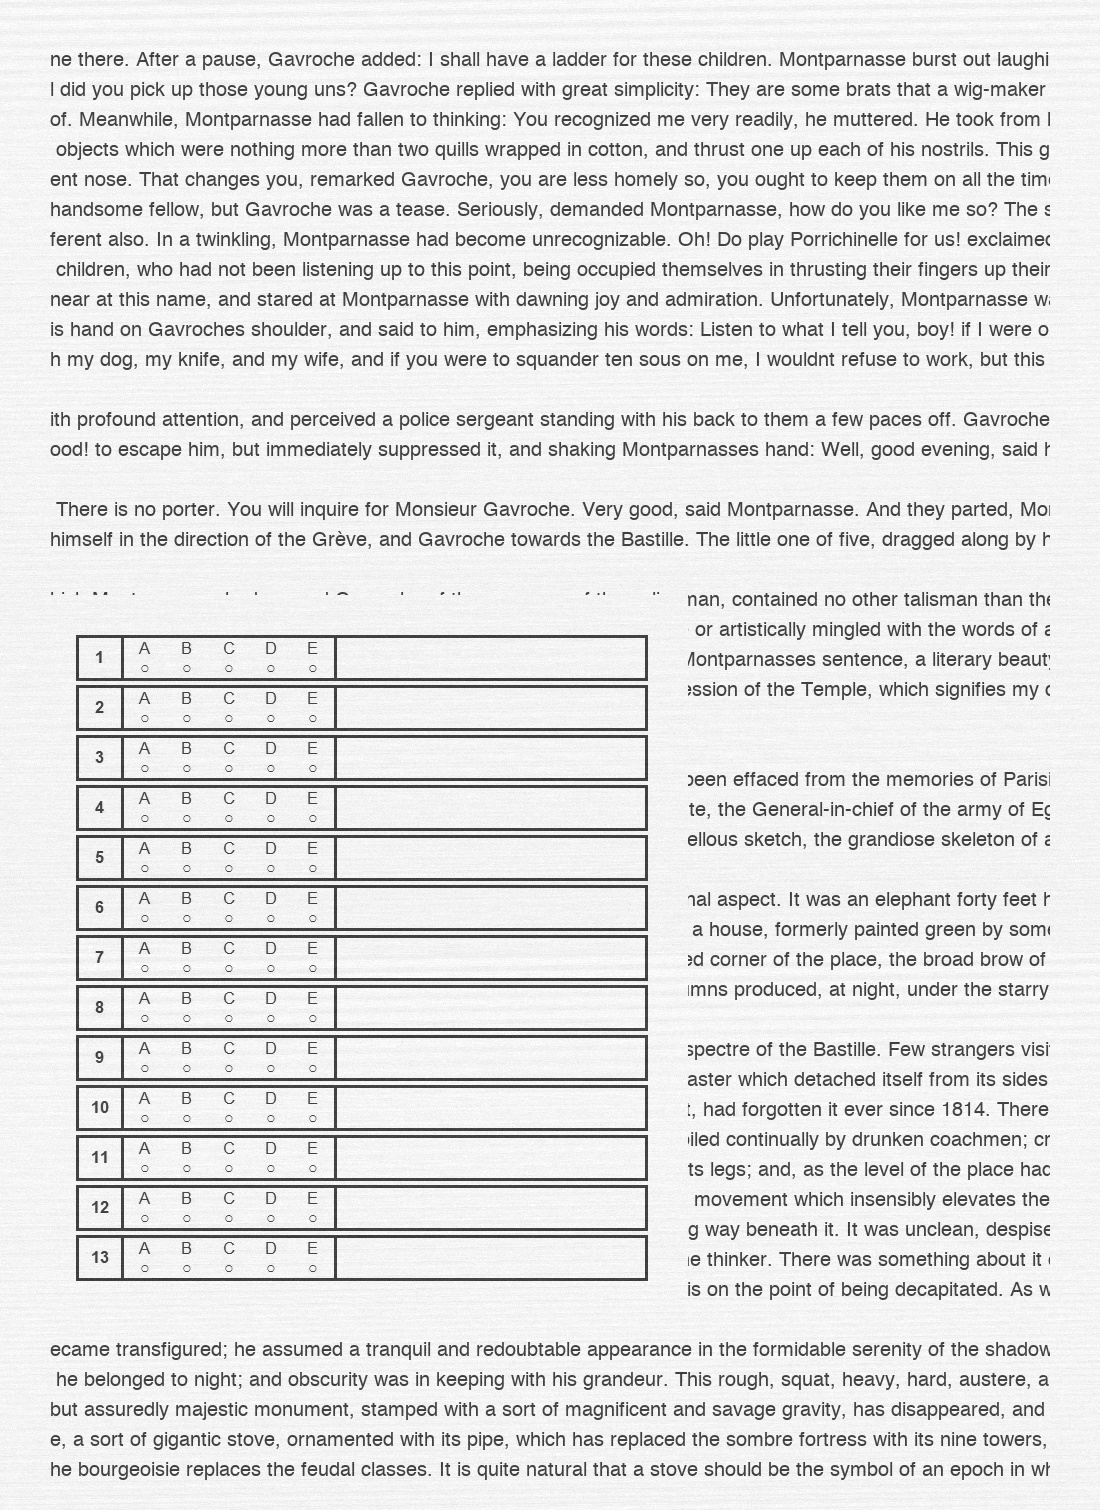 ne there. After a pause, Gavroche added: I shall have a ladder for these children. Montparnasse burst out laughi
l did you pick up those young uns? Gavroche replied with great simplicity: They are some brats that a wig-maker
of. Meanwhile, Montparnasse had fallen to thinking: You recognized me very readily, he muttered. He took from
objects which were nothing more than two quills wrapped in cotton, and thrust one up each of his nostrils. This g
ent nose. That changes you, remarked Gavroche, you are less homely so, you ought to keep them on all the time
handsome fellow, but Gavroche was a tease. Seriously, demanded Montparnasse, how do you like me so? The s
ferent also. In a twinkling, Montparnasse had become unrecognizable. Oh! Do play Porrichinelle for us! exclaimed
children, who had not been listening up to this point, being occupied themselves in thrusting their fingers up their
near at this name, and stared at Montparnasse with dawning joy and admiration. Unfortunately, Montparnasse wa
is hand on Gavroches shoulder, and said to him, emphasizing his words: Listen to what I tell you, boy! if I were o
h my dog, my knife, and my wife, and if you were to squander ten sous on me, I wouldnt refuse to work, but this
ith profound attention, and perceived a police sergeant standing with his back to them a few paces off. Gavroche
ood! to escape him, but immediately suppressed it, and shaking Montparnasses hand: Well, good evening, said h
There is no porter. You will inquire for Monsieur Gavroche. Very good, said Montparnasse. And they parted, Mon
himself in the direction of the Grève, and Gavroche towards the Bastille. The little one of five, dragged along by h
man, contained no other talisman than the
or artistically mingled with the words of a
Montparnasses sentence, a literary beauty
ession of the Temple, which signifies my d
been effaced from the memories of Parisi
te, the General-in-chief of the army of Eg
ellous sketch, the grandiose skeleton of a
nal aspect. It was an elephant forty feet h
a house, formerly painted green by some
ed corner of the place, the broad brow of
umns produced, at night, under the starry
spectre of the Bastille. Few strangers visit
aster which detached itself from its sides
t, had forgotten it ever since 1814. There
oiled continually by drunken coachmen; cr
ts legs; and, as the level of the place had
movement which insensibly elevates the
g way beneath it. It was unclean, despise
e thinker. There was something about it
is on the point of being decapitated. As w
1 A B C D E
2 A B C D E
3 A B C D E
4 A B C D E
5 A B C D E
6 A B C D E
7 A B C D E
8 A B C D E
9 A B C D E
10 A B C D E
11 A B C D E
12 A B C D E
13 A B C D E
ecame transfigured; he assumed a tranquil and redoubtable appearance in the formidable serenity of the shadow
he belonged to night; and obscurity was in keeping with his grandeur. This rough, squat, heavy, hard, austere, a
but assuredly majestic monument, stamped with a sort of magnificent and savage gravity, has disappeared, and
e, a sort of gigantic stove, ornamented with its pipe, which has replaced the sombre fortress with its nine towers,
he bourgeoisie replaces the feudal classes. It is quite natural that a stove should be the symbol of an epoch in wh